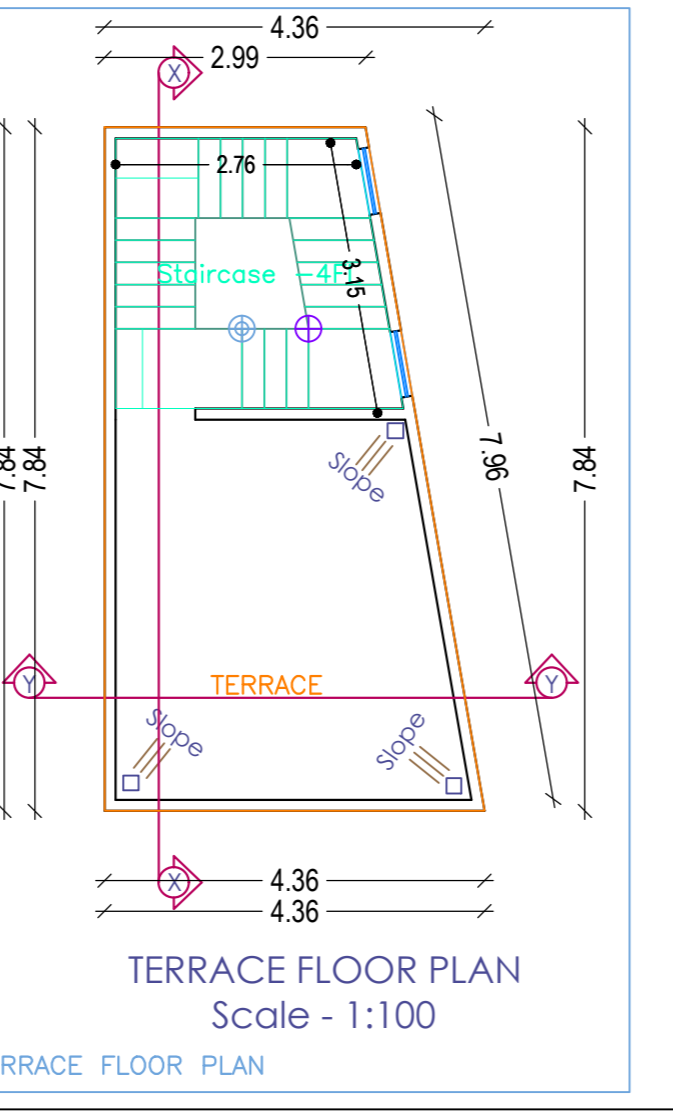 4.36
2.99
X
2.76
Staircase -4F
3.15
Slope
7.96
7.84
7.84
7.84
Y
TERRACE
Y
Slope
Slope
X
4.36
4.36
TERRACE FLOOR PLAN
Scale - 1:100
RRACE FLOOR PLAN